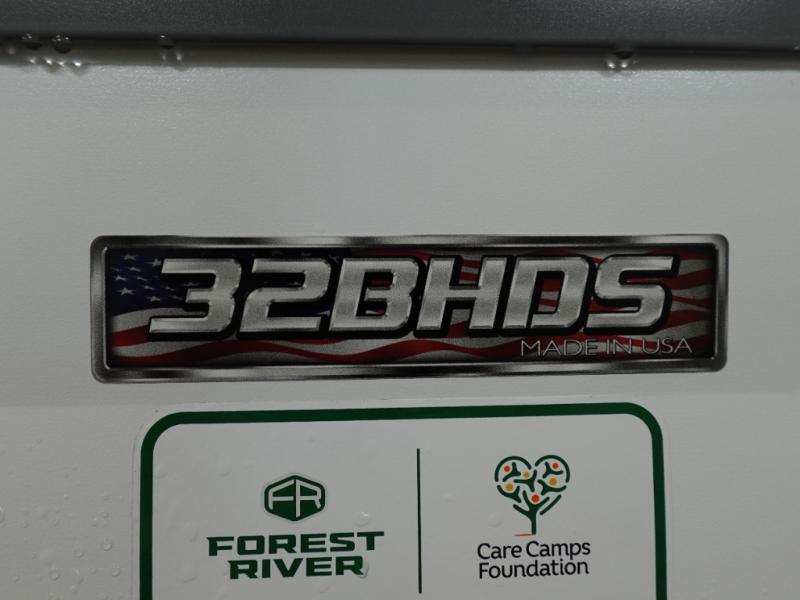 32BHDS
MADE IN USA
FR
FOREST
RIVER
Care Camps
Foundation